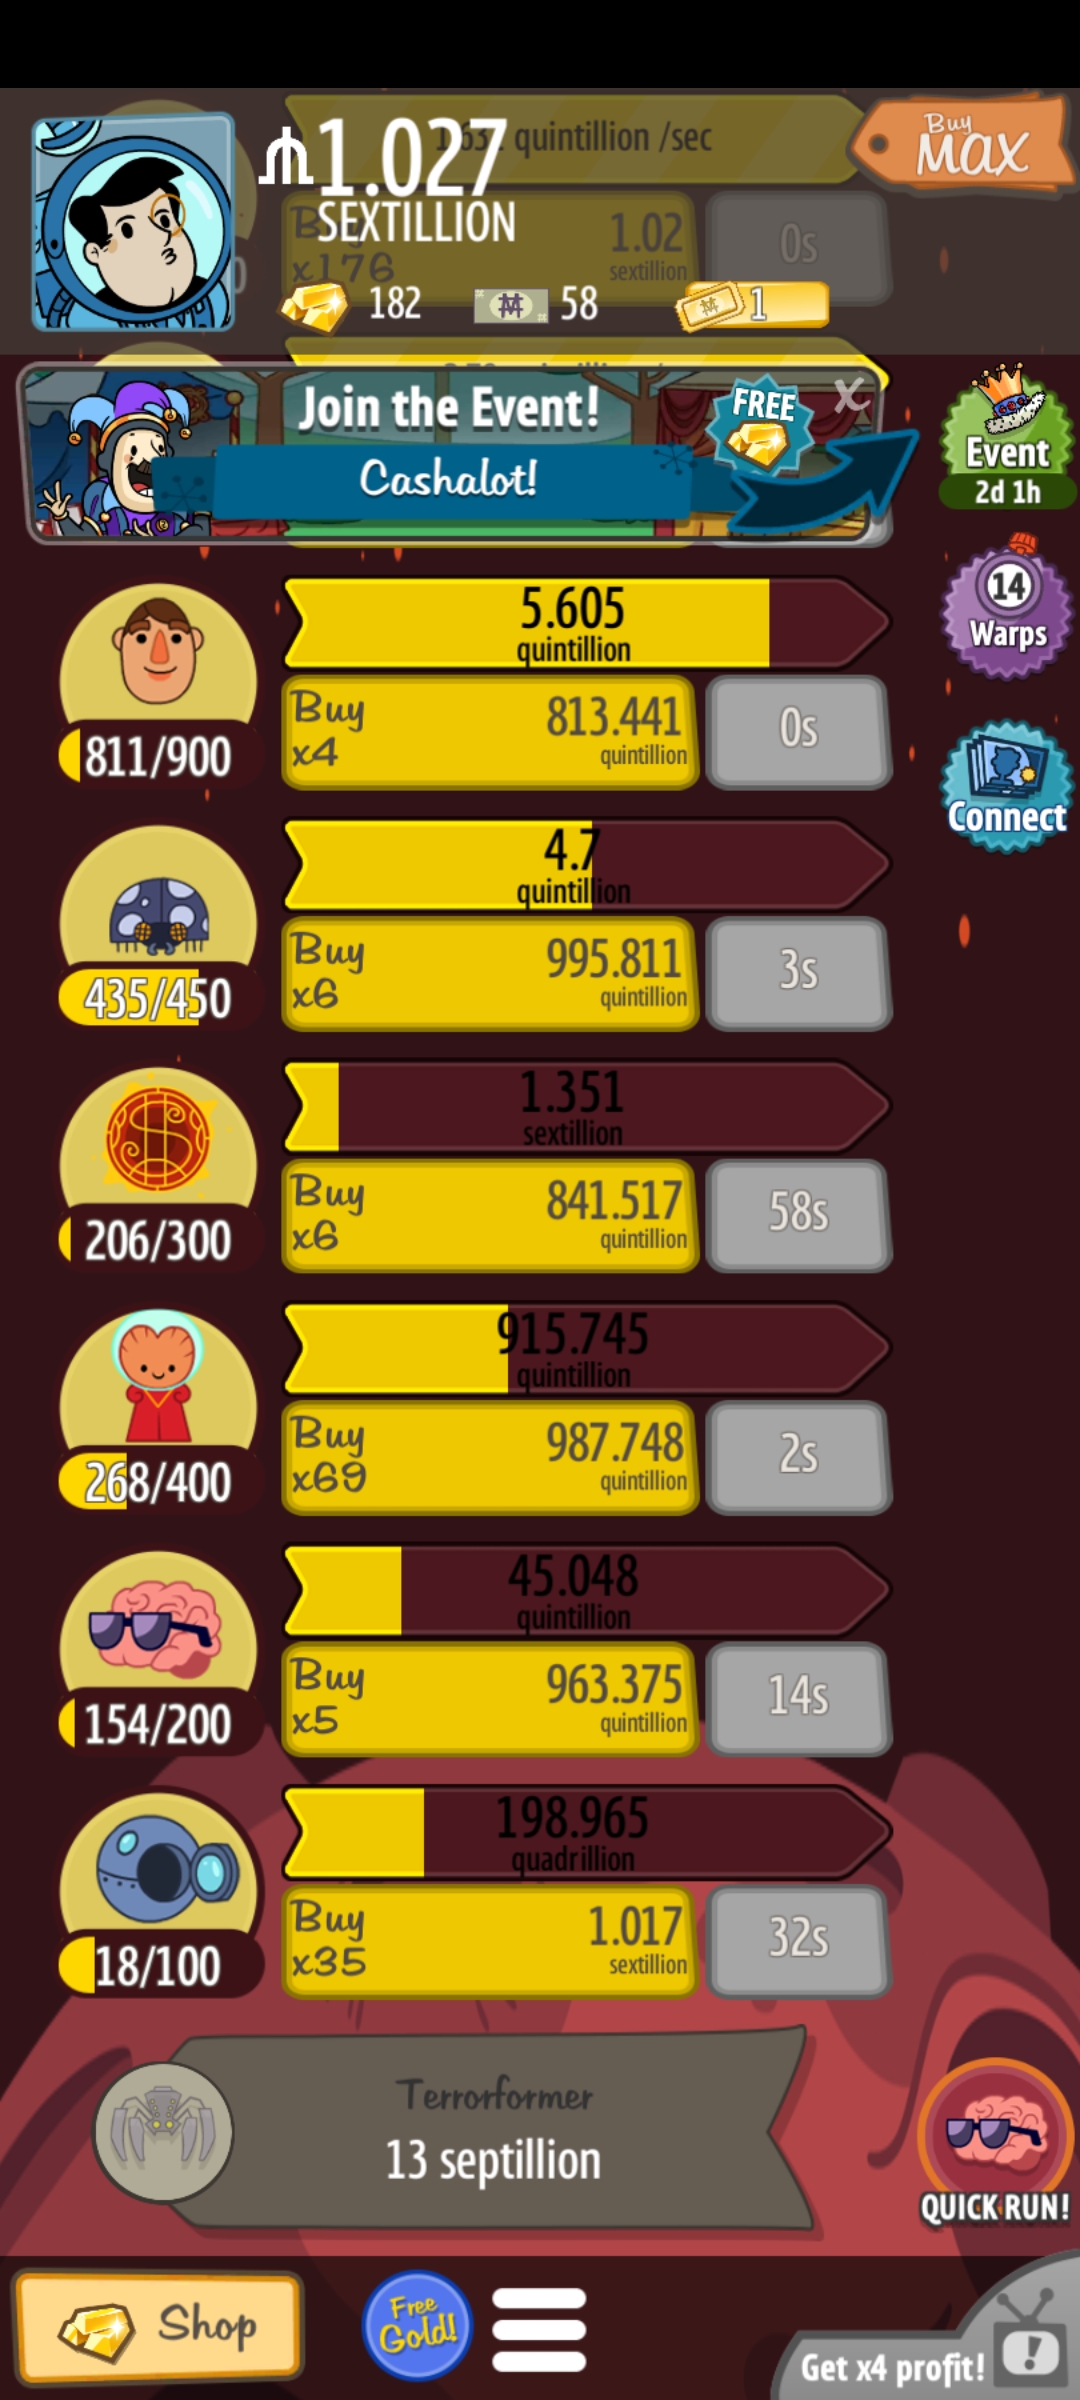 quintillion /sec
Buy
MAX
1.027
SEXTILLION
1.02
sextillion
x176
0s
182
58
1
Join the Event!
FREE
X
Cashalot!
Event
2d 1h
14
Warps
Connect
5.605
quintillion
Buy
x4
813.441
quintillion
0s
811/900
4.7
quintillion
Buy
x6
995.811
quintillion
3s
435/450
1.351
sextillion
Buy
x6
841.517
quintillion
58s
206/300
915.745
quintillion
Buy
x69
987.748
quintillion
2s
268/400
45.048
quintillion
Buy
x5
963.375
quintillion
14s
154/200
198.965
quadrillion
Buy
x35
1.017
sextillion
32s
18/100
Terrorformer
13 septillion
QUICK RUN!
Shop
Free
Gold!
Get x4 profit!